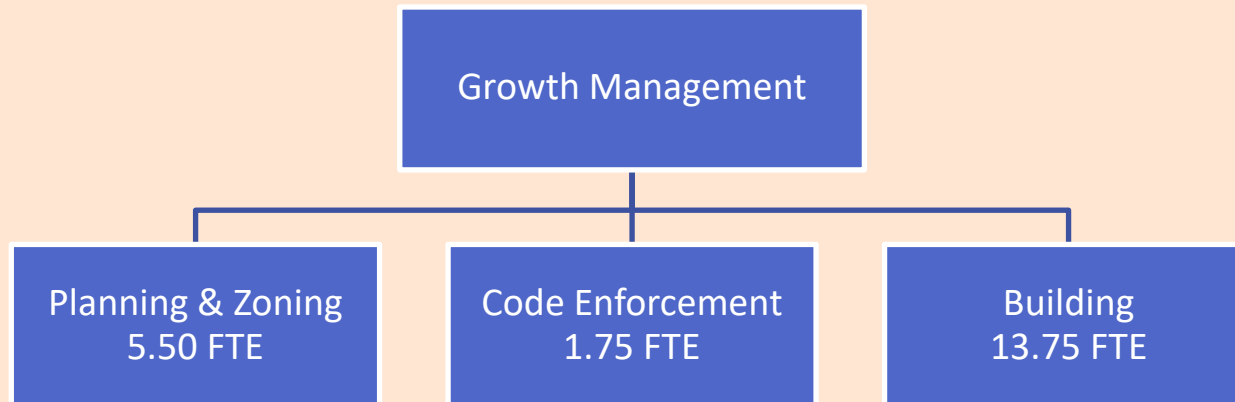 Growth Management
Planning & Zoning
5.50 FTE
Code Enforcement
1.75 FTE
Building
13.75 FTE